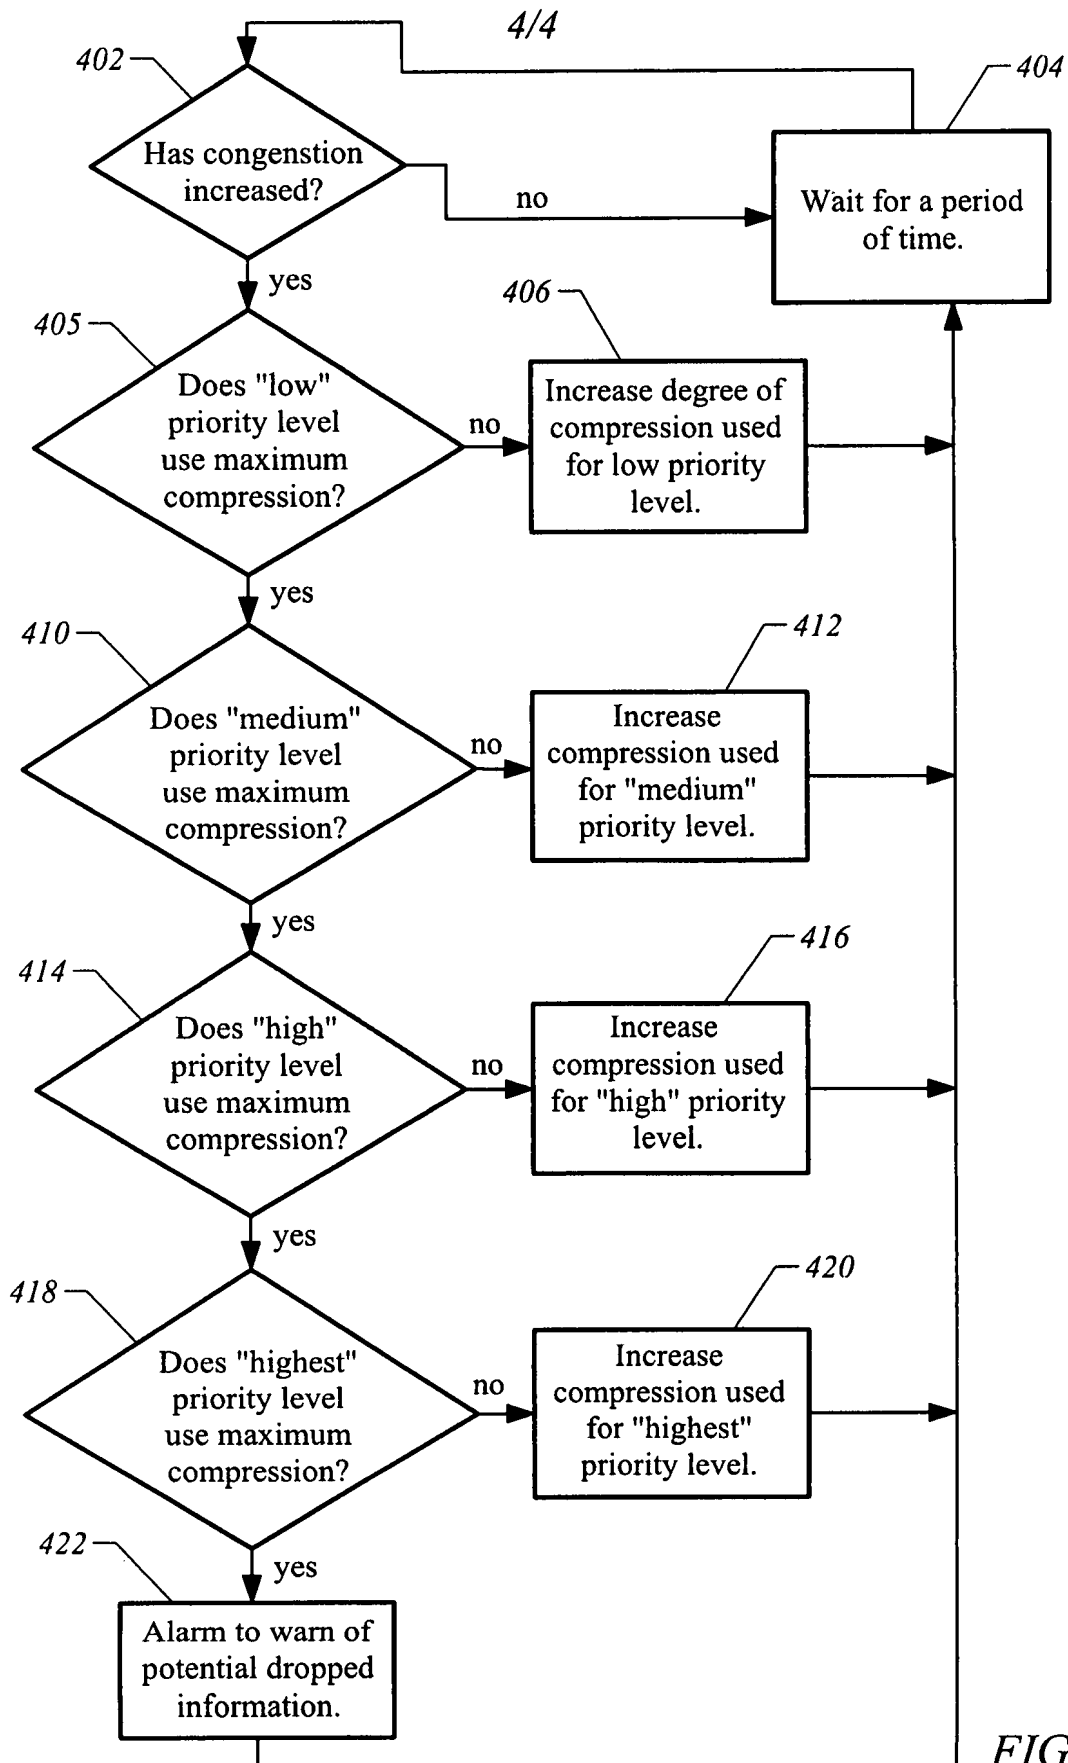 4/4
402
404
Has congenstion
increased?
no
Wait for a period
of time.
yes
405
406
Does "low"
priority level
use maximum
compression?
no
Increase degree of
compression used
for low priority
level.
yes
410
412
Does "medium"
priority level
use maximum
compression?
no
Increase
compression used
for "medium"
priority level.
yes
414
416
Does "high"
priority level
use maximum
compression?
no
Increase
compression used
for "high" priority
level.
yes
418
420
Does "highest"
priority level
use maximum
compression?
no
Increase
compression used
for "highest"
priority level.
yes
422
Alarm to warn of
potential dropped
information.
FIG